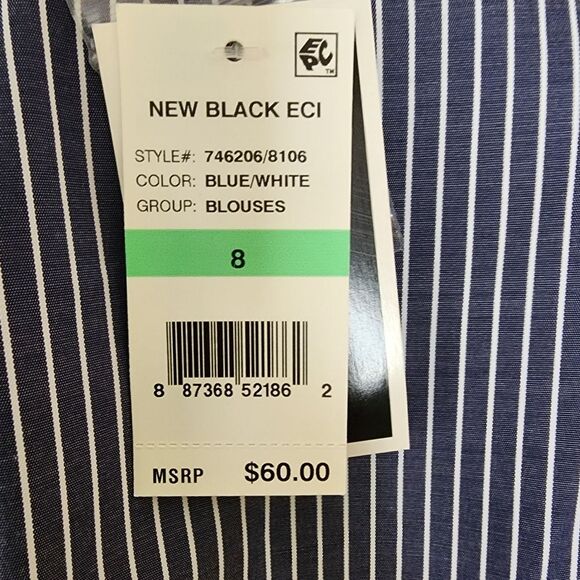 EPC™
NEW BLACK ECI
STYLE#: 746206/8106
COLOR: BLUE/WHITE
GROUP: BLOUSES
8
8 87368 52186 2
MSRP $60.00